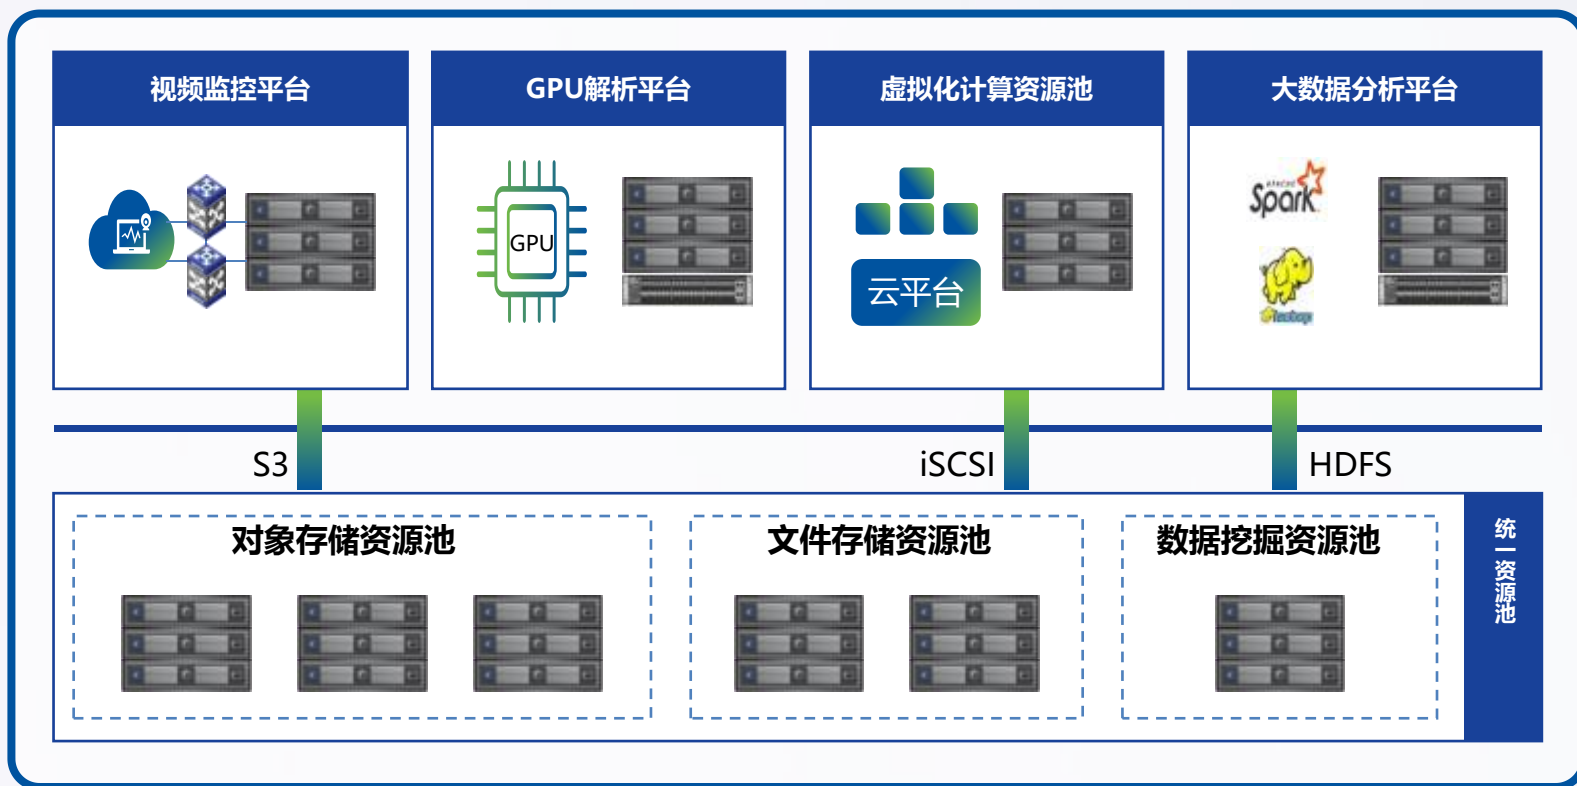 视频监控平台
GPU解析平台
虚拟化计算资源池
大数据分析平台
GPU
云平台
APACHE
Spark
hadoop
S3
iSCSI
HDFS
对象存储资源池
文件存储资源池
数据挖掘资源池
统一资源池